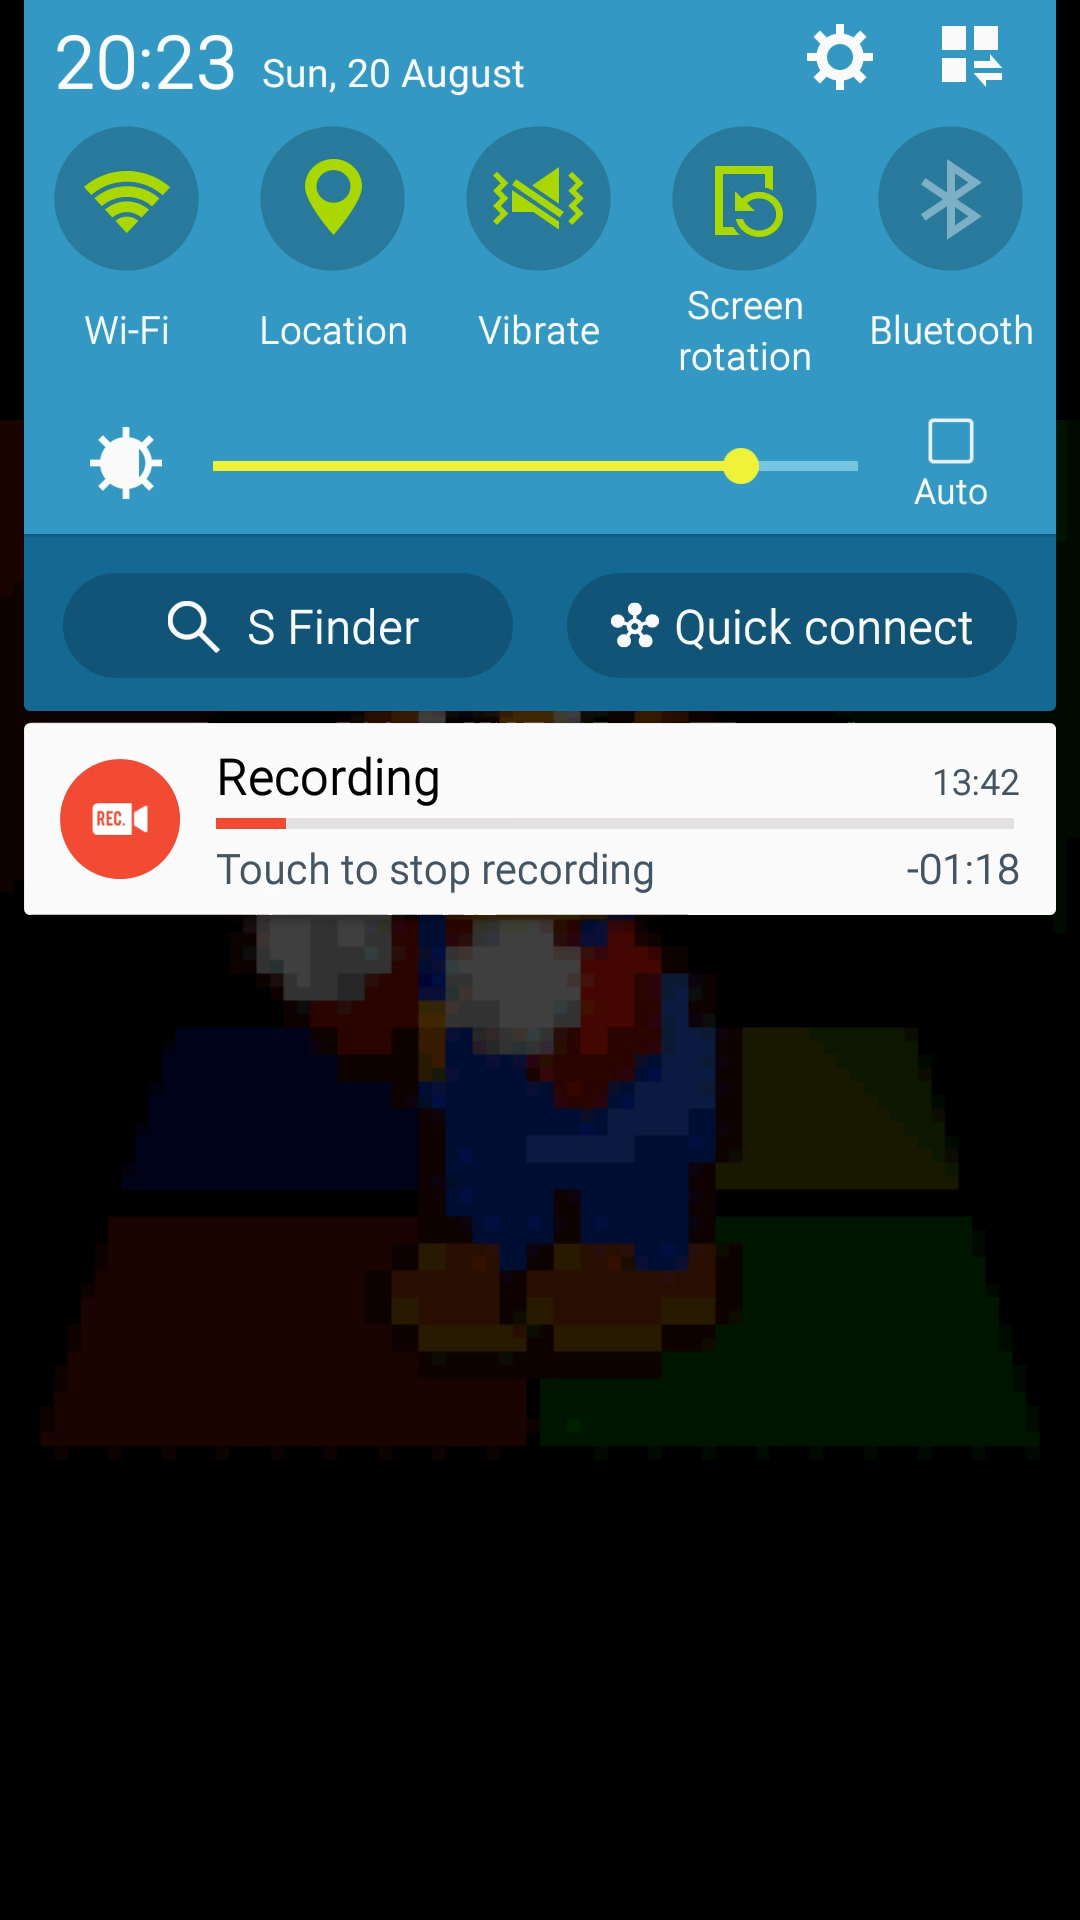 20:23 Sun, 20 August
Wi-Fi
Location
Vibrate
Screen
rotation
Bluetooth
Auto
S Finder
Quick connect
REC.
Recording 13:42
Touch to stop recording -01:18